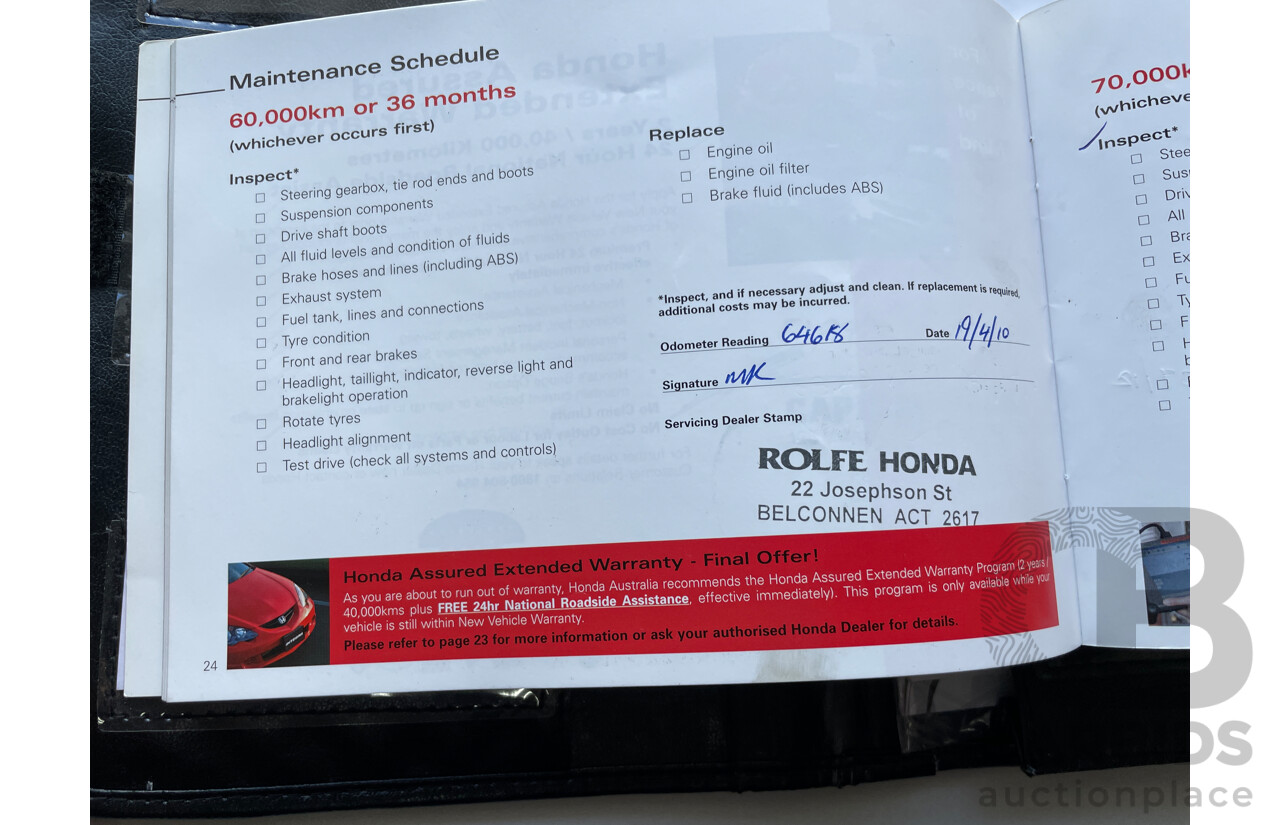 Maintenance Schedule
60,000km or 36 months
(whichever occurs first)
Inspect*
Steering gearbox, tie rod ends and boots
Suspension components
Drive shaft boots
All fluid levels and condition of fluids
Brake hoses and lines (including ABS)
Exhaust system
Fuel tank, lines and connections
Tyre condition
Front and rear brakes
Headlight, taillight, indicator, reverse light and
brakelight operation
Rotate tyres
Headlight alignment
Test drive (check all systems and controls)
Replace
Engine oil
Engine oil filter
Brake fluid (includes ABS)
*Inspect, and if necessary adjust and clean. If replacement is required,
additional costs may be incurred.
Odometer Reading Date 19/4/10
Signature MK
Servicing Dealer Stamp
ROLFE HONDA
22 Josephson St
BELCONNEN ACT 2617
Honda Assured Extended Warranty - Final Offer!
As you are about to run out of warranty, Honda Australia recommends the Honda Assured Extended Warranty Program (2 years /
40,000kms plus FREE 24hr National Roadside Assistance, effective immediately). This program is only available while your
vehicle is still within New Vehicle Warranty.
Please refer to page 23 for more information or ask your authorised Honda Dealer for details.
24
70,000k
(whicheve
Inspect*
Stee
Sus
Driv
All
Bra
Ex
Fu
Ty
F
auctionplace